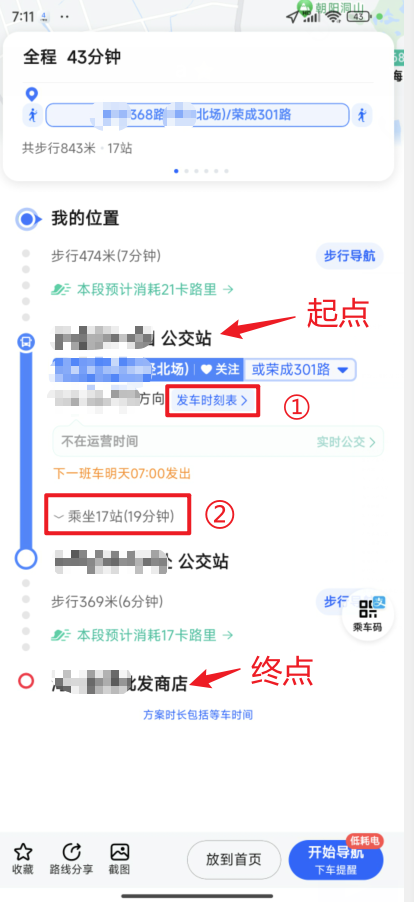 7:11
43
朝阳洞山
368
海
全程 43分钟
368路 北场)/荣成301路
共步行843米 · 17站
我的位置
步行474米(7分钟)
步行导航
本段预计消耗21卡路里 →
起点
公交站
北场) 关注 或荣成301路
方向 发车时刻表 >
①
不在运营时间 实时公交 >
下一班车明天07:00发出
乘坐17站(19分钟)
②
公交站
步行369米(6分钟)
步行
乘车码
本段预计消耗17卡路里 →
终点
批发商店
方案时长包括等车时间
收藏
路线分享
截图
放到首页
低耗电
开始导航
下车提醒